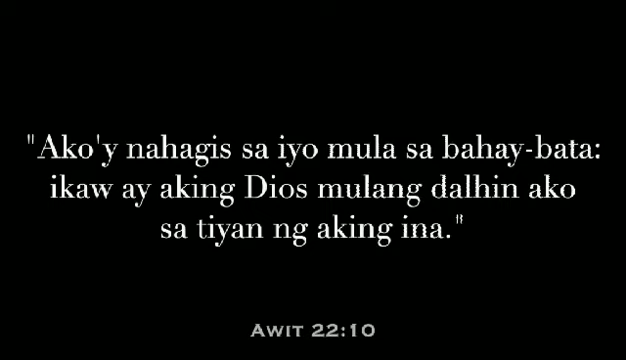 "Ako'y nahagis sa iyo mula sa bahay-bata:
ikaw ay aking Dios mulang dalhin ako
sa tiyan ng aking ina."
Awit 22:10